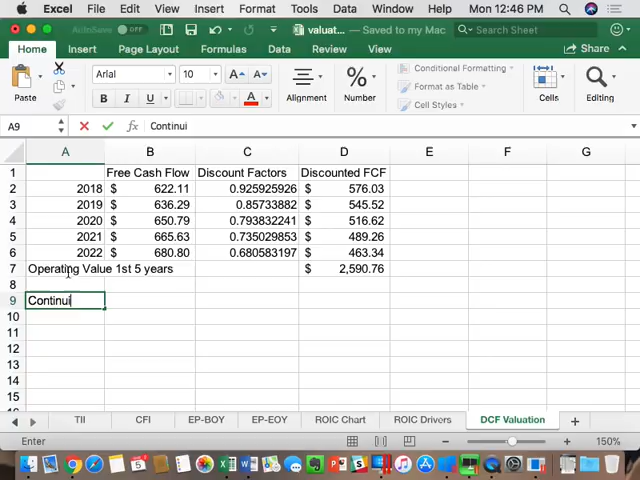 Excel File Edit View Insert Format Tools Data Window Help Mon 12:46 PM
AutoSave OFF valuat... — Saved to my Mac Search Sheet
Home Insert Page Layout Formulas Data Review View Share
Paste Arial 10 A A Alignment % Number Conditional Formatting Format as Table Cell Styles Cells Editing
B I U
A9 fx Continui
A B C D E F G
1 Free Cash Flow Discount Factors Discounted FCF
2 2018 $ 622.11 0.925925926 $ 576.03
3 2019 $ 636.29 0.85733882 $ 545.52
4 2020 $ 650.79 0.793832241 $ 516.62
5 2021 $ 665.63 0.735029853 $ 489.26
6 2022 $ 680.80 0.680583197 $ 463.34
7 Operating Value 1st 5 years $ 2,590.76
8
9 Continui
10
11
12
13
14
15
TII CFI EP-BOY EP-EOY ROIC Chart ROIC Drivers DCF Valuation
Enter 150%